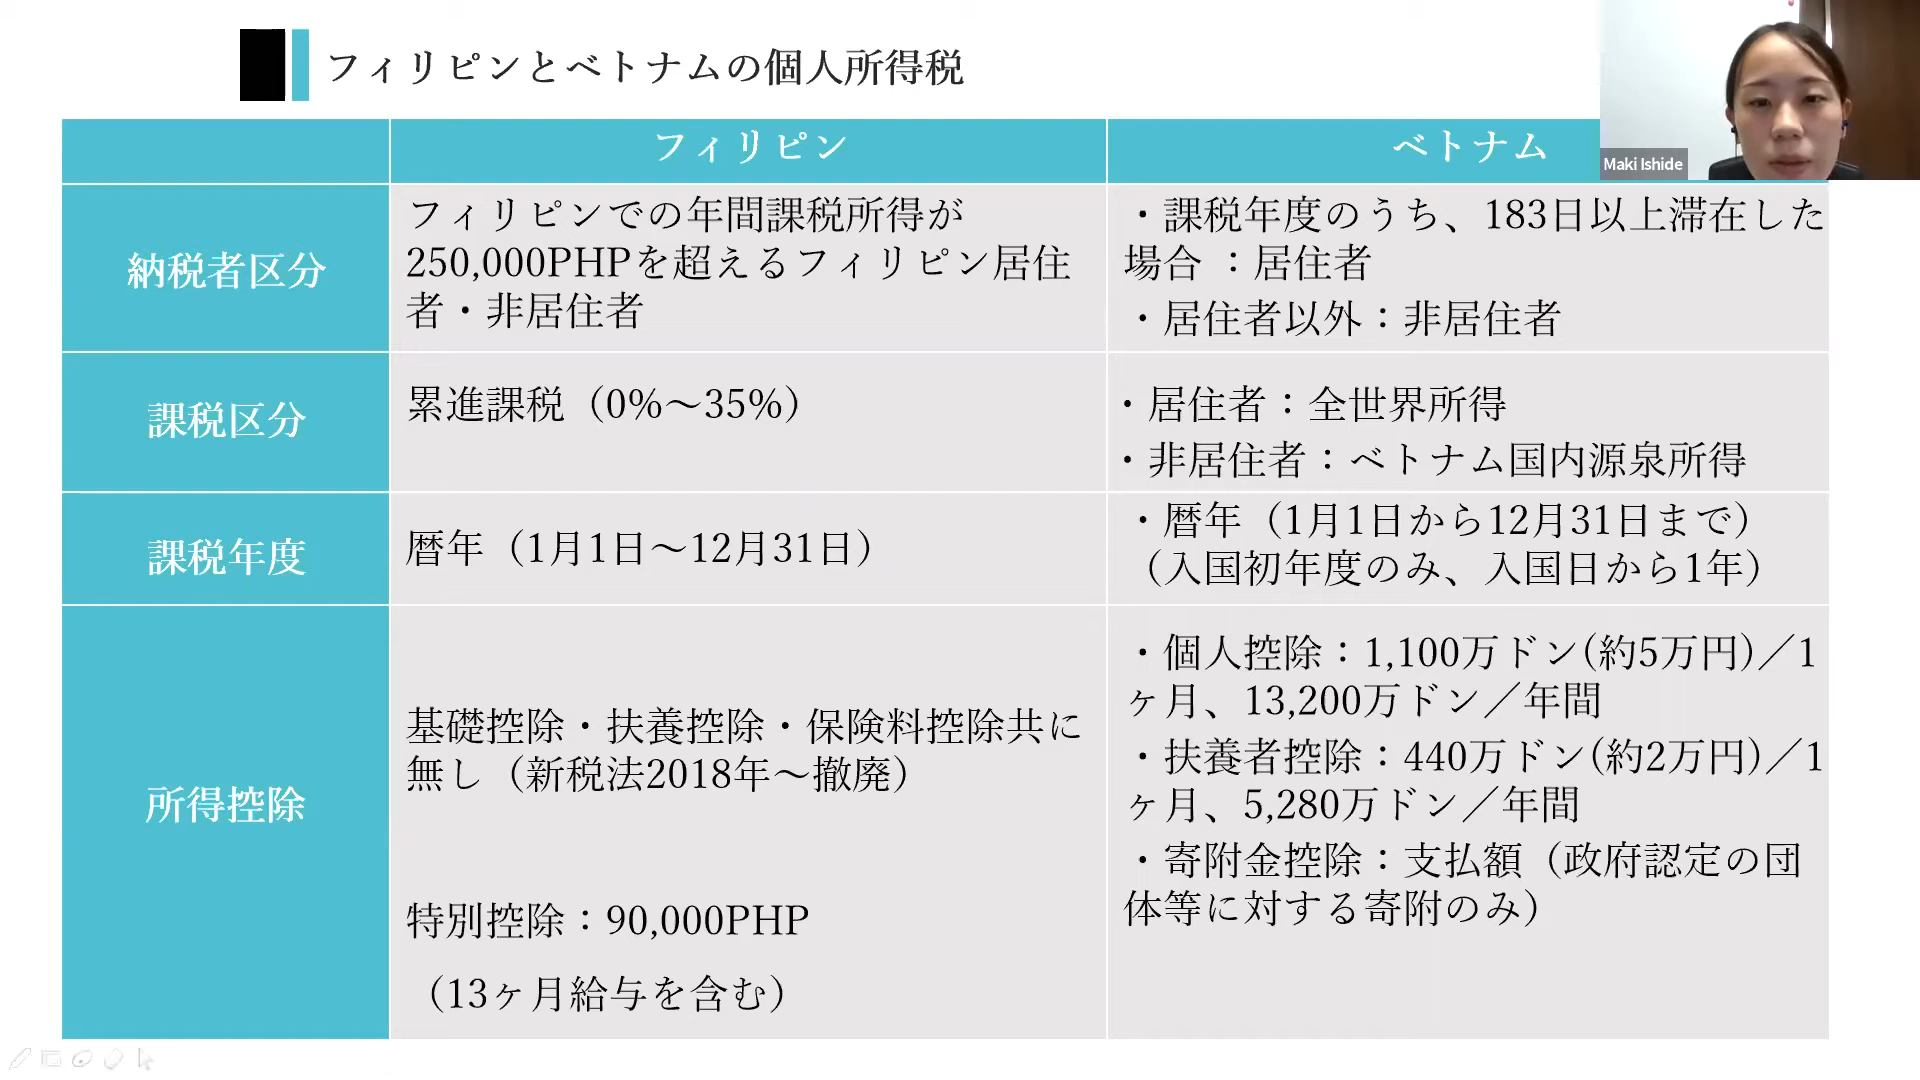 フィリピンとベトナムの個人所得税
Maki Ishide
フィリピン
ベトナム
納税者区分
フィリピンでの年間課税所得が
250,000PHPを超えるフィリピン居住
者・非居住者
・課税年度のうち、183日以上滞在した
場合 ：居住者
・居住者以外：非居住者
課税区分
累進課税（0%～35%）
・居住者：全世界所得
・非居住者：ベトナム国内源泉所得
課税年度
暦年（1月1日～12月31日）
・暦年（1月1日から12月31日まで）
（入国初年度のみ、入国日から1年）
所得控除
基礎控除・扶養控除・保険料控除共に
無し（新税法2018年～撤廃）
特別控除：90,000PHP
（13ヶ月給与を含む）
・個人控除：1,100万ドン(約5万円)／1
ヶ月、13,200万ドン／年間
・扶養者控除：440万ドン(約2万円)／1
ヶ月、5,280万ドン／年間
・寄附金控除：支払額（政府認定の団
体等に対する寄附のみ）